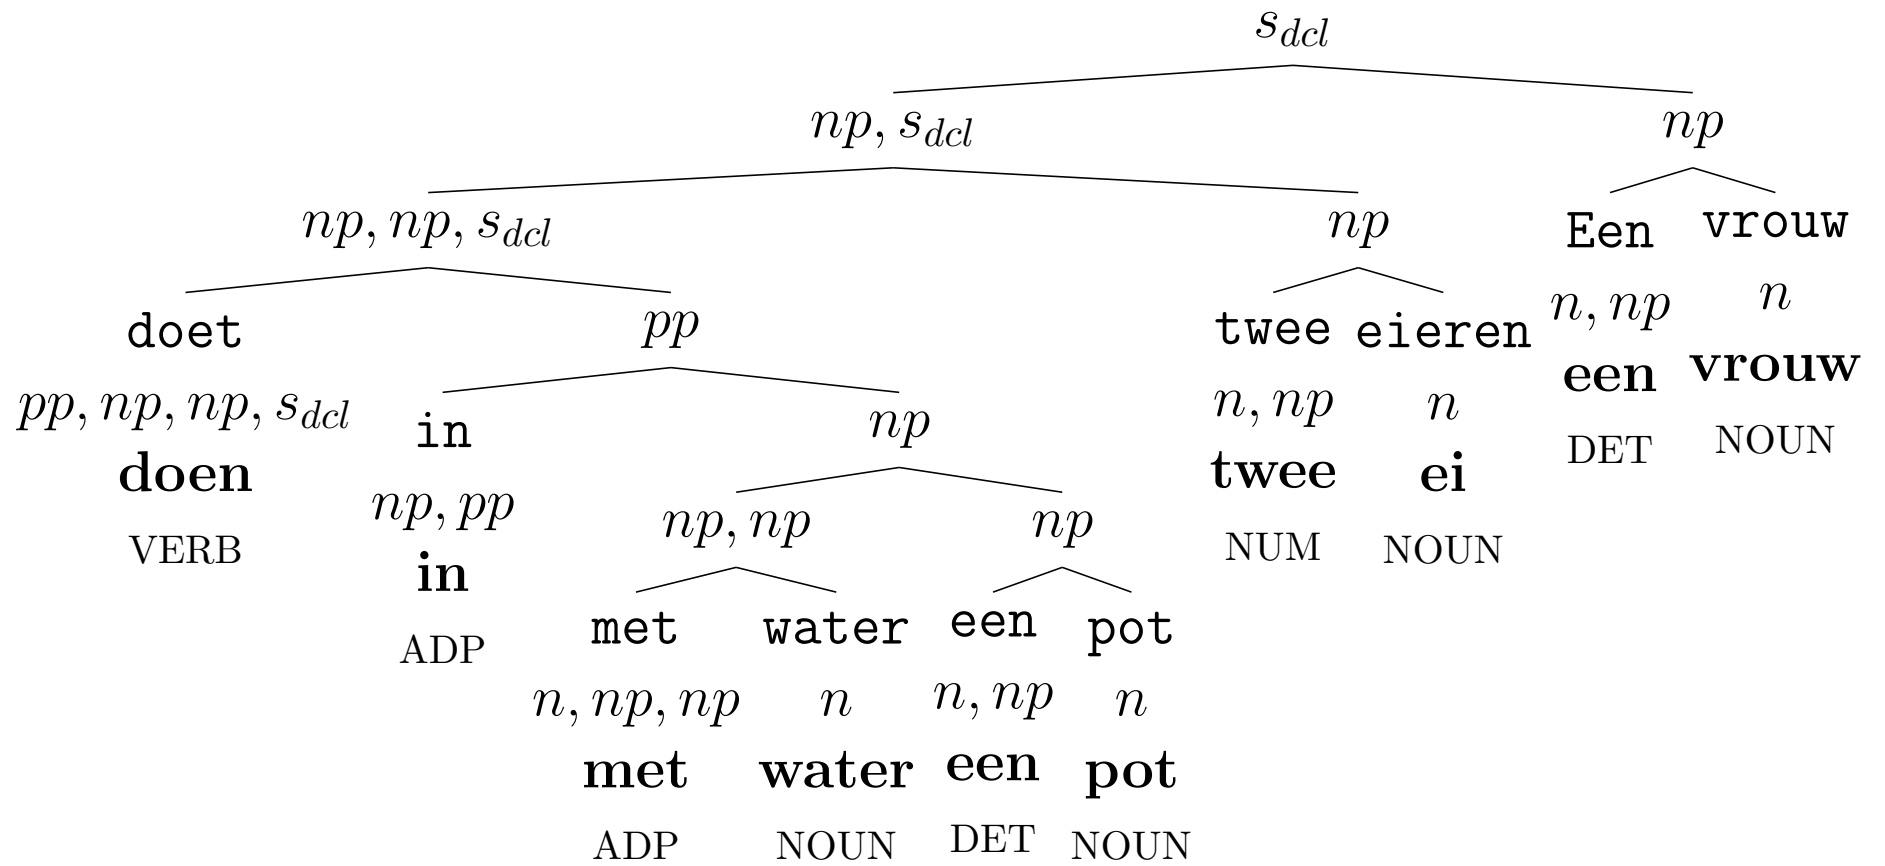 s_dcl
np, s_dcl np
np, np, s_dcl np Een vrouw
doet pp twee eieren n, np n
pp, np, np, s_dcl in np n, np n een vrouw
doen np, pp np, np np twee ei DET NOUN
VERB in met water een pot NUM NOUN
ADP n, np, np n n, np n
met water een pot
ADP NOUN DET NOUN